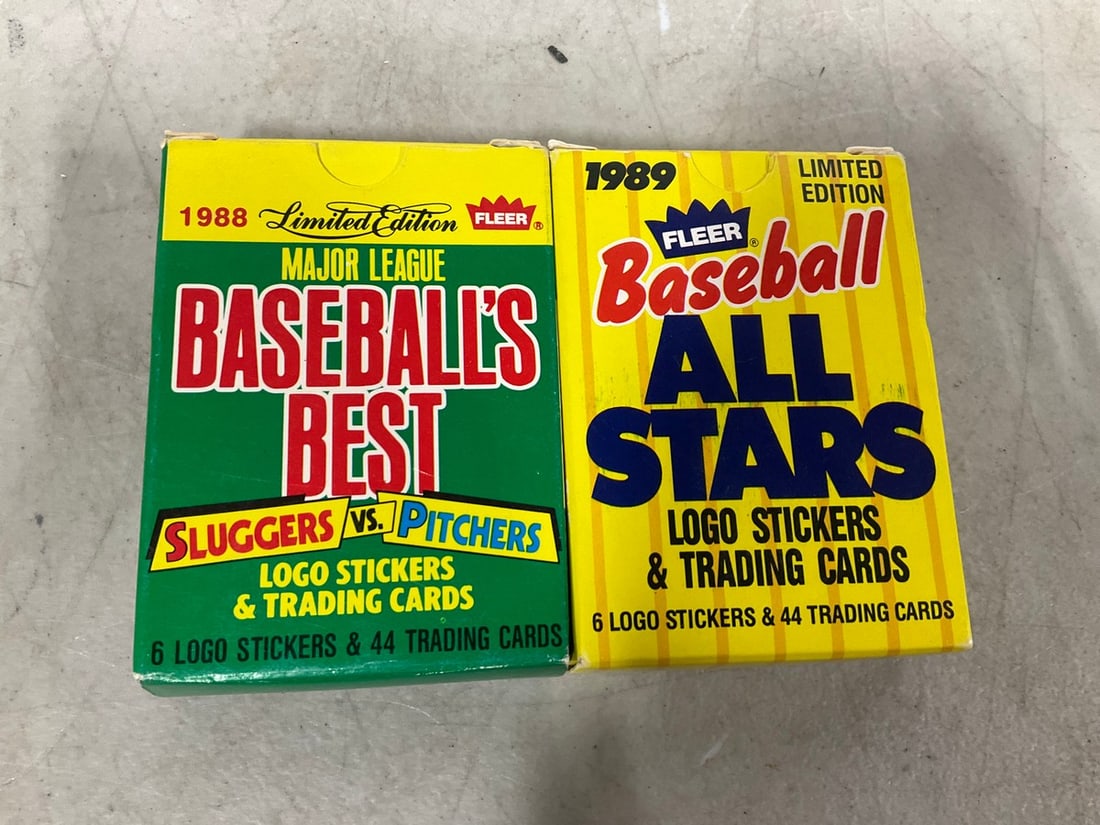 1988 Limited Edition FLEER®
MAJOR LEAGUE
BASEBALL'S
BEST
SLUGGERS VS. PITCHERS
LOGO STICKERS
& TRADING CARDS
6 LOGO STICKERS & 44 TRADING CARDS
1989 LIMITED
EDITION
FLEER®
Baseball
ALL
STARS
LOGO STICKERS
& TRADING CARDS
6 LOGO STICKERS & 44 TRADING CARDS